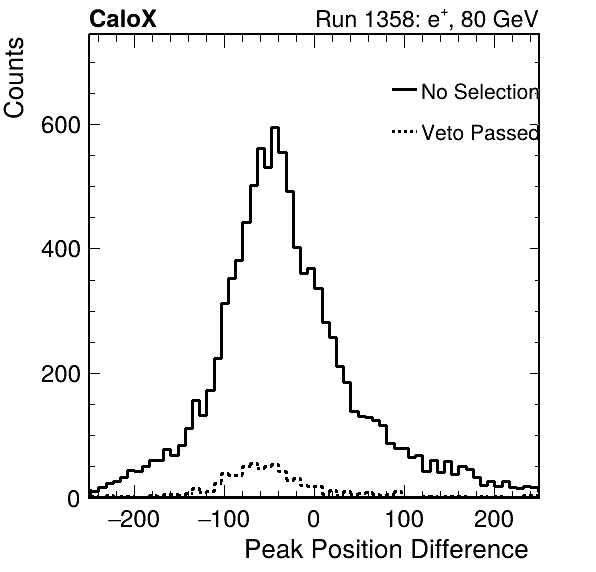 CaloX Run 1358: e⁺, 80 GeV
Counts
No Selection
Veto Passed
600
400
200
0
−200 −100 0 100 200
Peak Position Difference